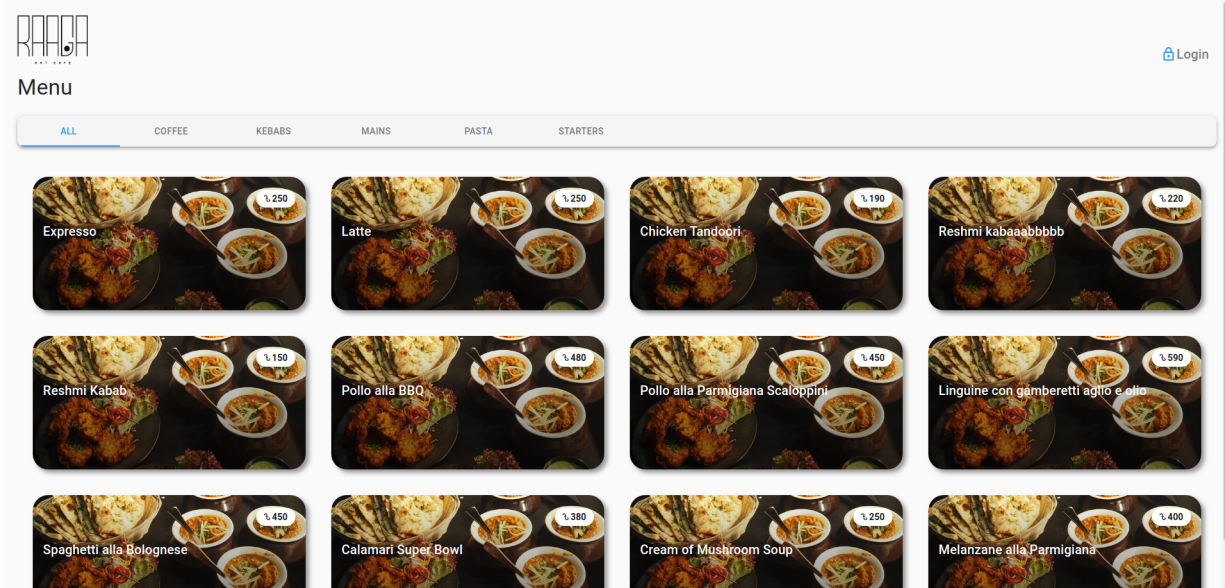 RAAGA
ART CAFE
Login
Menu
ALL COFFEE KEBABS MAINS PASTA STARTERS
৳ 250 ৳ 250 ৳ 190 ৳ 220
Expresso Latte Chicken Tandoori Reshmi kabaaabbbbb
৳ 150 ৳ 480 ৳ 450 ৳ 590
Reshmi Kabab Pollo alla BBQ Pollo alla Parmigiana Scaloppini Linguine con gamberetti aglio e olio
৳ 450 ৳ 380 ৳ 250 ৳ 400
Spaghetti alla Bolognese Calamari Super Bowl Cream of Mushroom Soup Melanzane alla Parmigiana